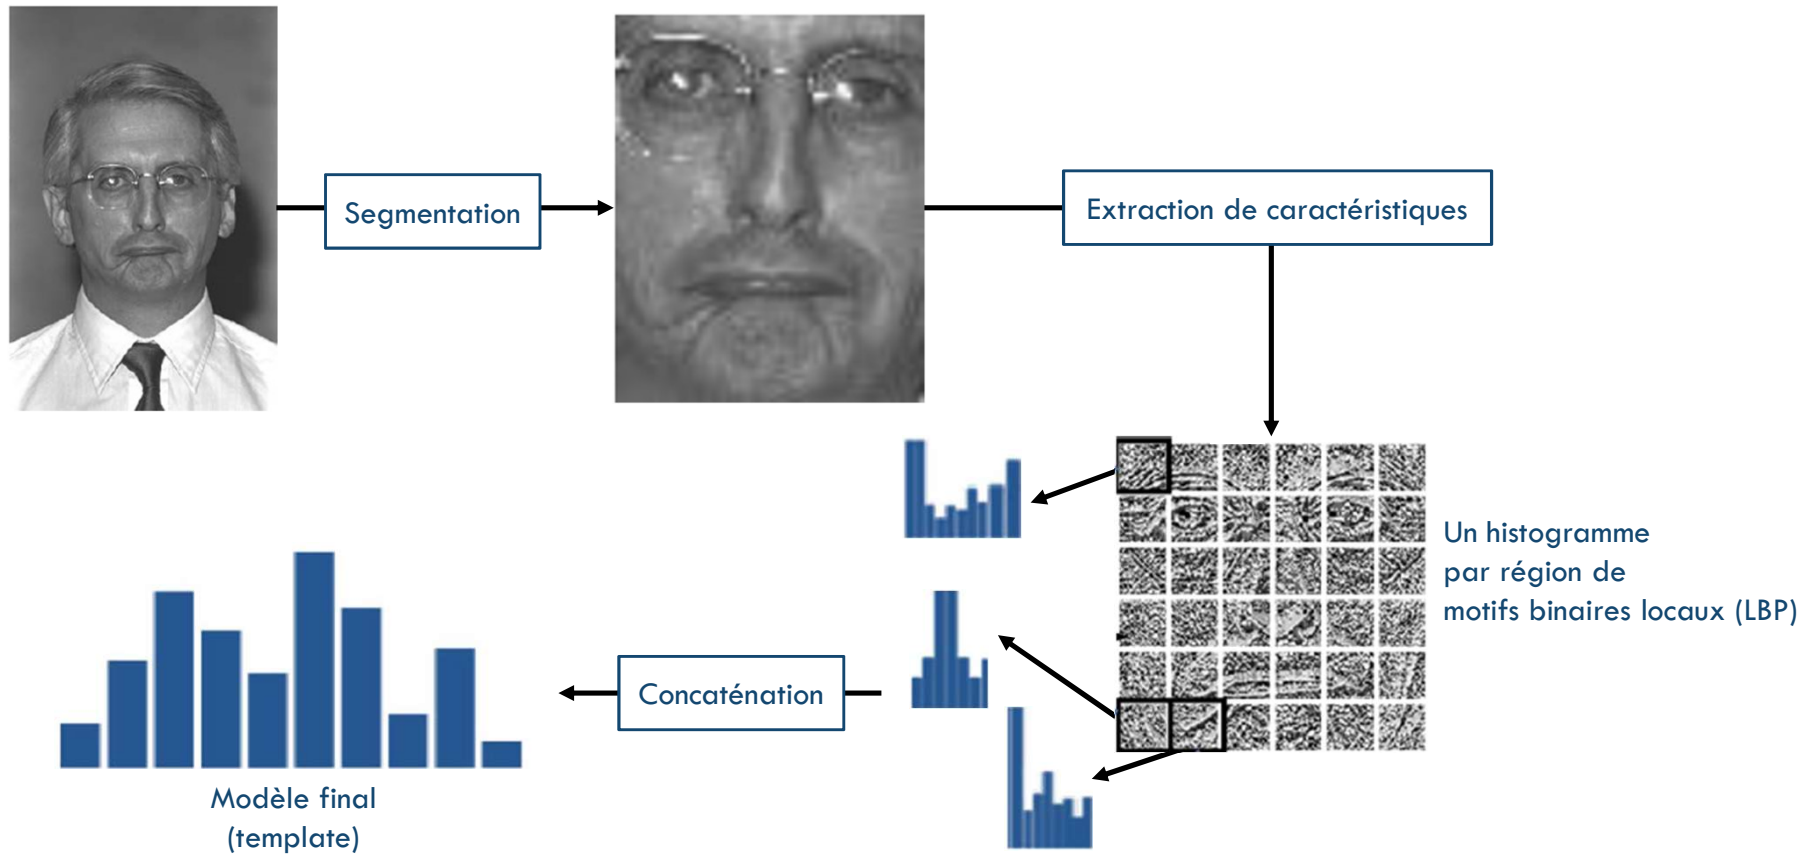 Segmentation
Extraction de caractéristiques
Un histogramme
par région de
motifs binaires locaux (LBP)
Concaténation
Modèle final
(template)